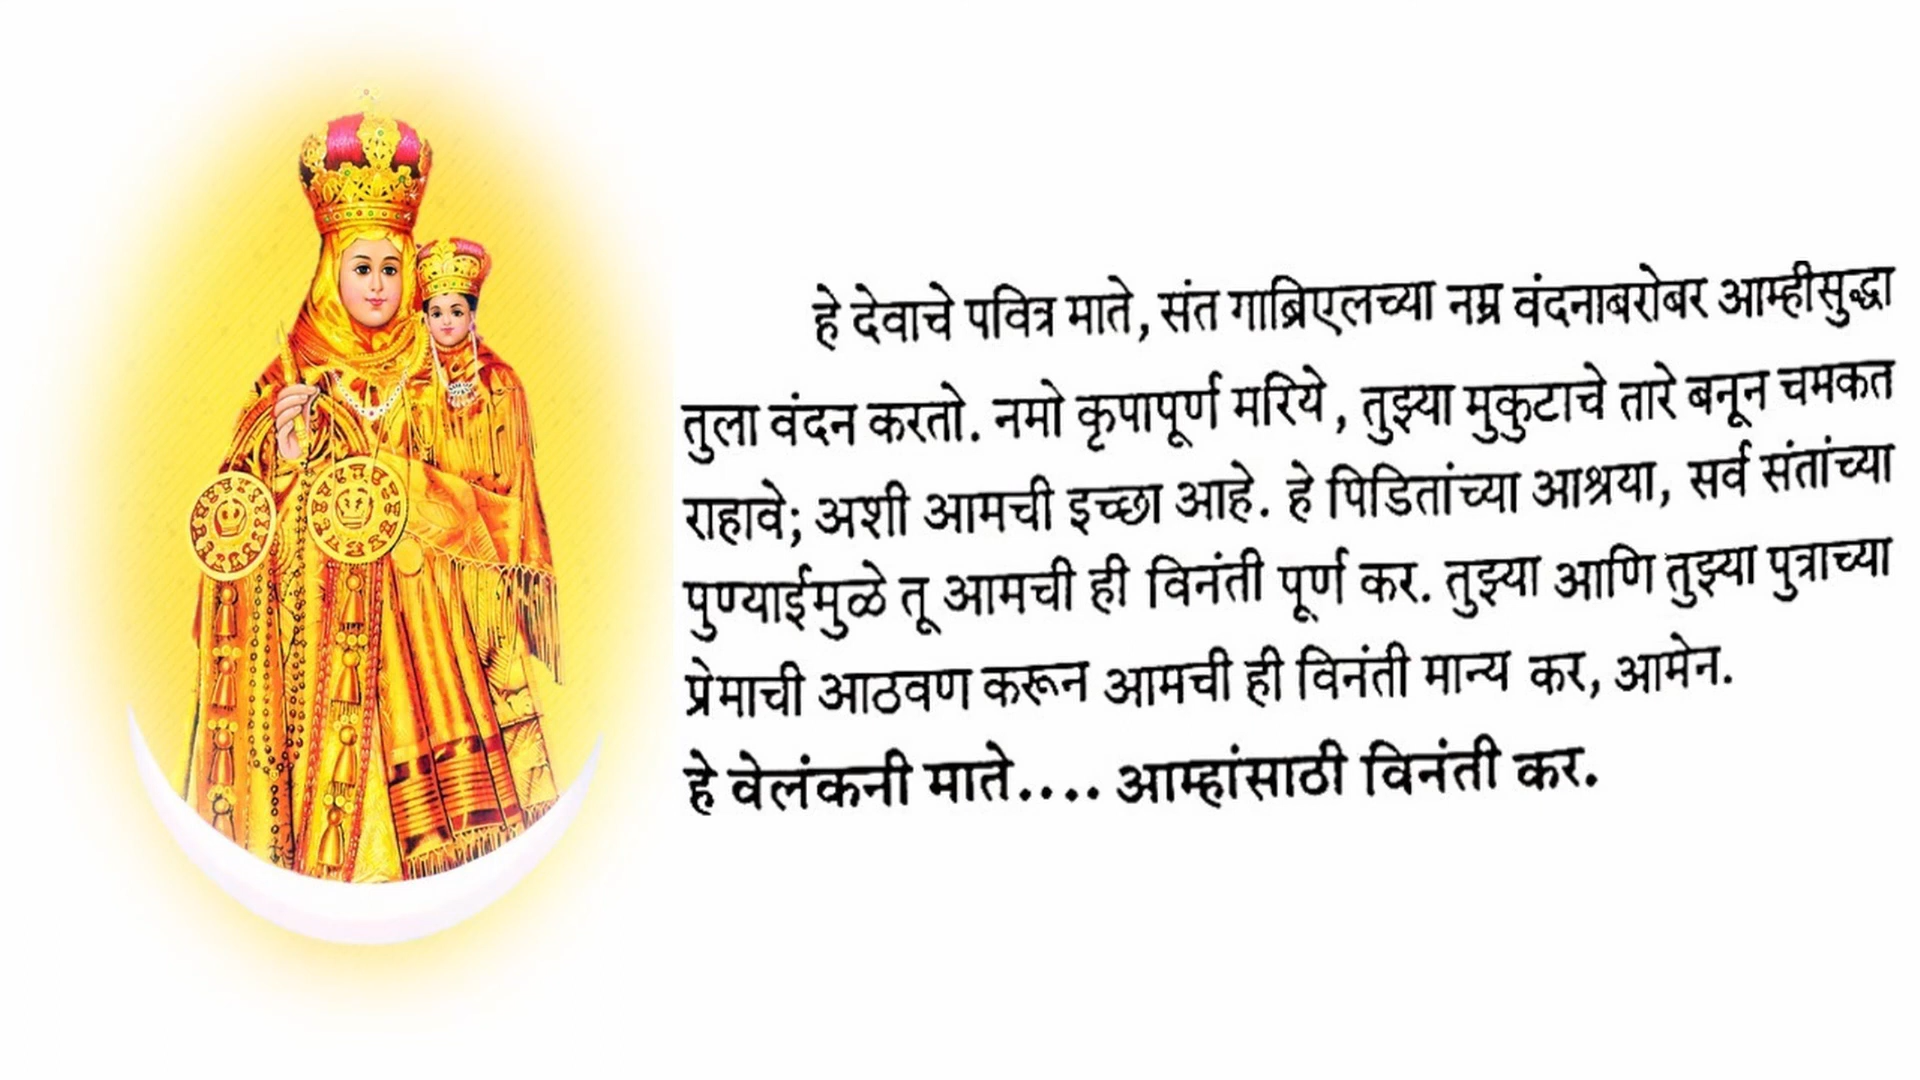 हे देवाचे पवित्र माते, संत गाब्रिएलच्या नम्र वंदनाबरोबर आम्हीसुद्धा
तुला वंदन करतो. नमो कृपापूर्ण मरिये, तुझ्या मुकुटाचे तारे बनून चमकत
राहावे; अशी आमची इच्छा आहे. हे पिडितांच्या आश्रया, सर्व संतांच्या
पुण्याईमुळे तू आमची ही विनंती पूर्ण कर. तुझ्या आणि तुझ्या पुत्राच्या
प्रेमाची आठवण करून आमची ही विनंती मान्य कर, आमेन.
हे वेलंकनी माते.... आम्हांसाठी विनंती कर.